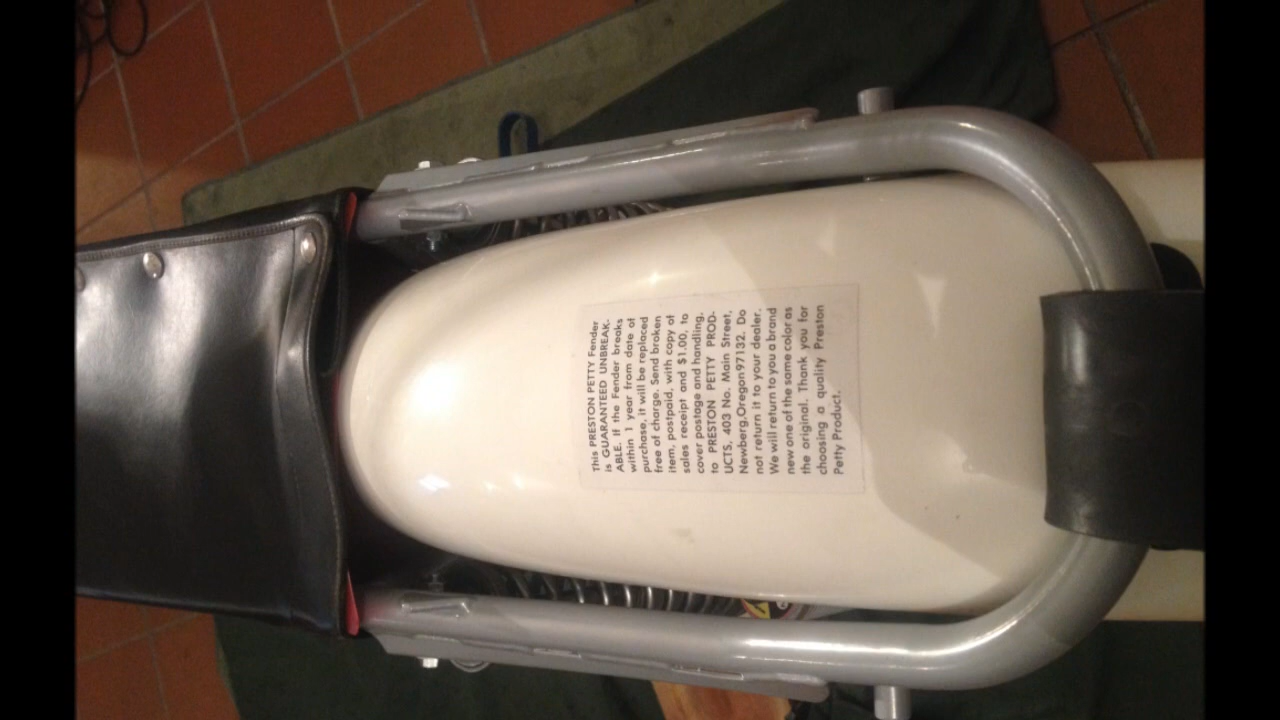 This PRESTON PETTY Fender
is GUARANTEED UNBREAK-
ABLE. If the Fender breaks
within 1 year from date of
purchase, it will be replaced
free of charge. Send broken
item, postpaid, with copy of
sales receipt and $1.00, to
cover postage and handling,
to PRESTON PETTY PROD-
UCTS, 403 No. Main Street,
Newberg,Oregon 97132. Do
not return it to your dealer.
We will return to you a brand
new one of the same color as
the original. Thank you for
choosing a quality Preston
Petty Product.